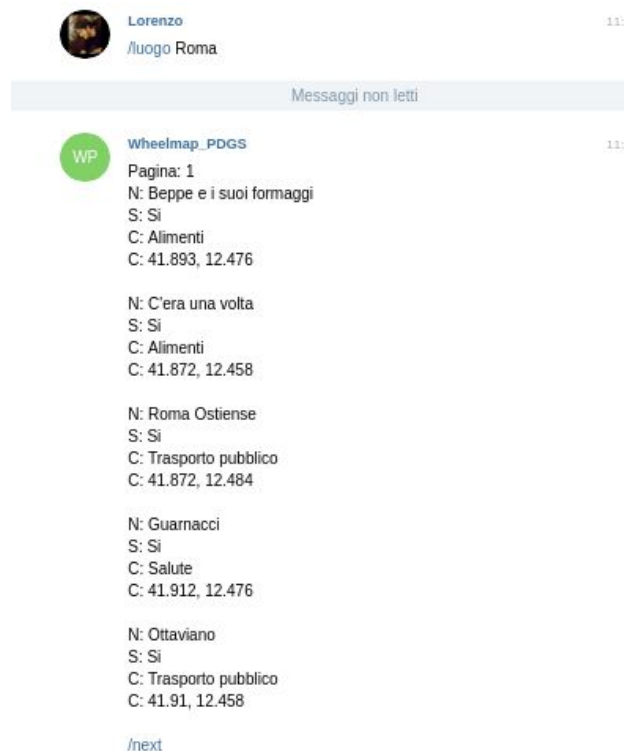 Lorenzo
11:
/luogo Roma
Messaggi non letti
WP
Wheelmap_PDGS
11:
Pagina: 1
N: Beppe e i suoi formaggi
S: Si
C: Alimenti
C: 41.893, 12.476
N: C'era una volta
S: Si
C: Alimenti
C: 41.872, 12.458
N: Roma Ostiense
S: Si
C: Trasporto pubblico
C: 41.872, 12.484
N: Guarnacci
S: Si
C: Salute
C: 41.912, 12.476
N: Ottaviano
S: Si
C: Trasporto pubblico
C: 41.91, 12.458
/next